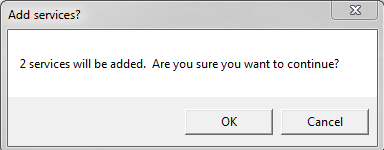 Add services?
2 services will be added.  Are you sure you want to continue?
OK
Cancel